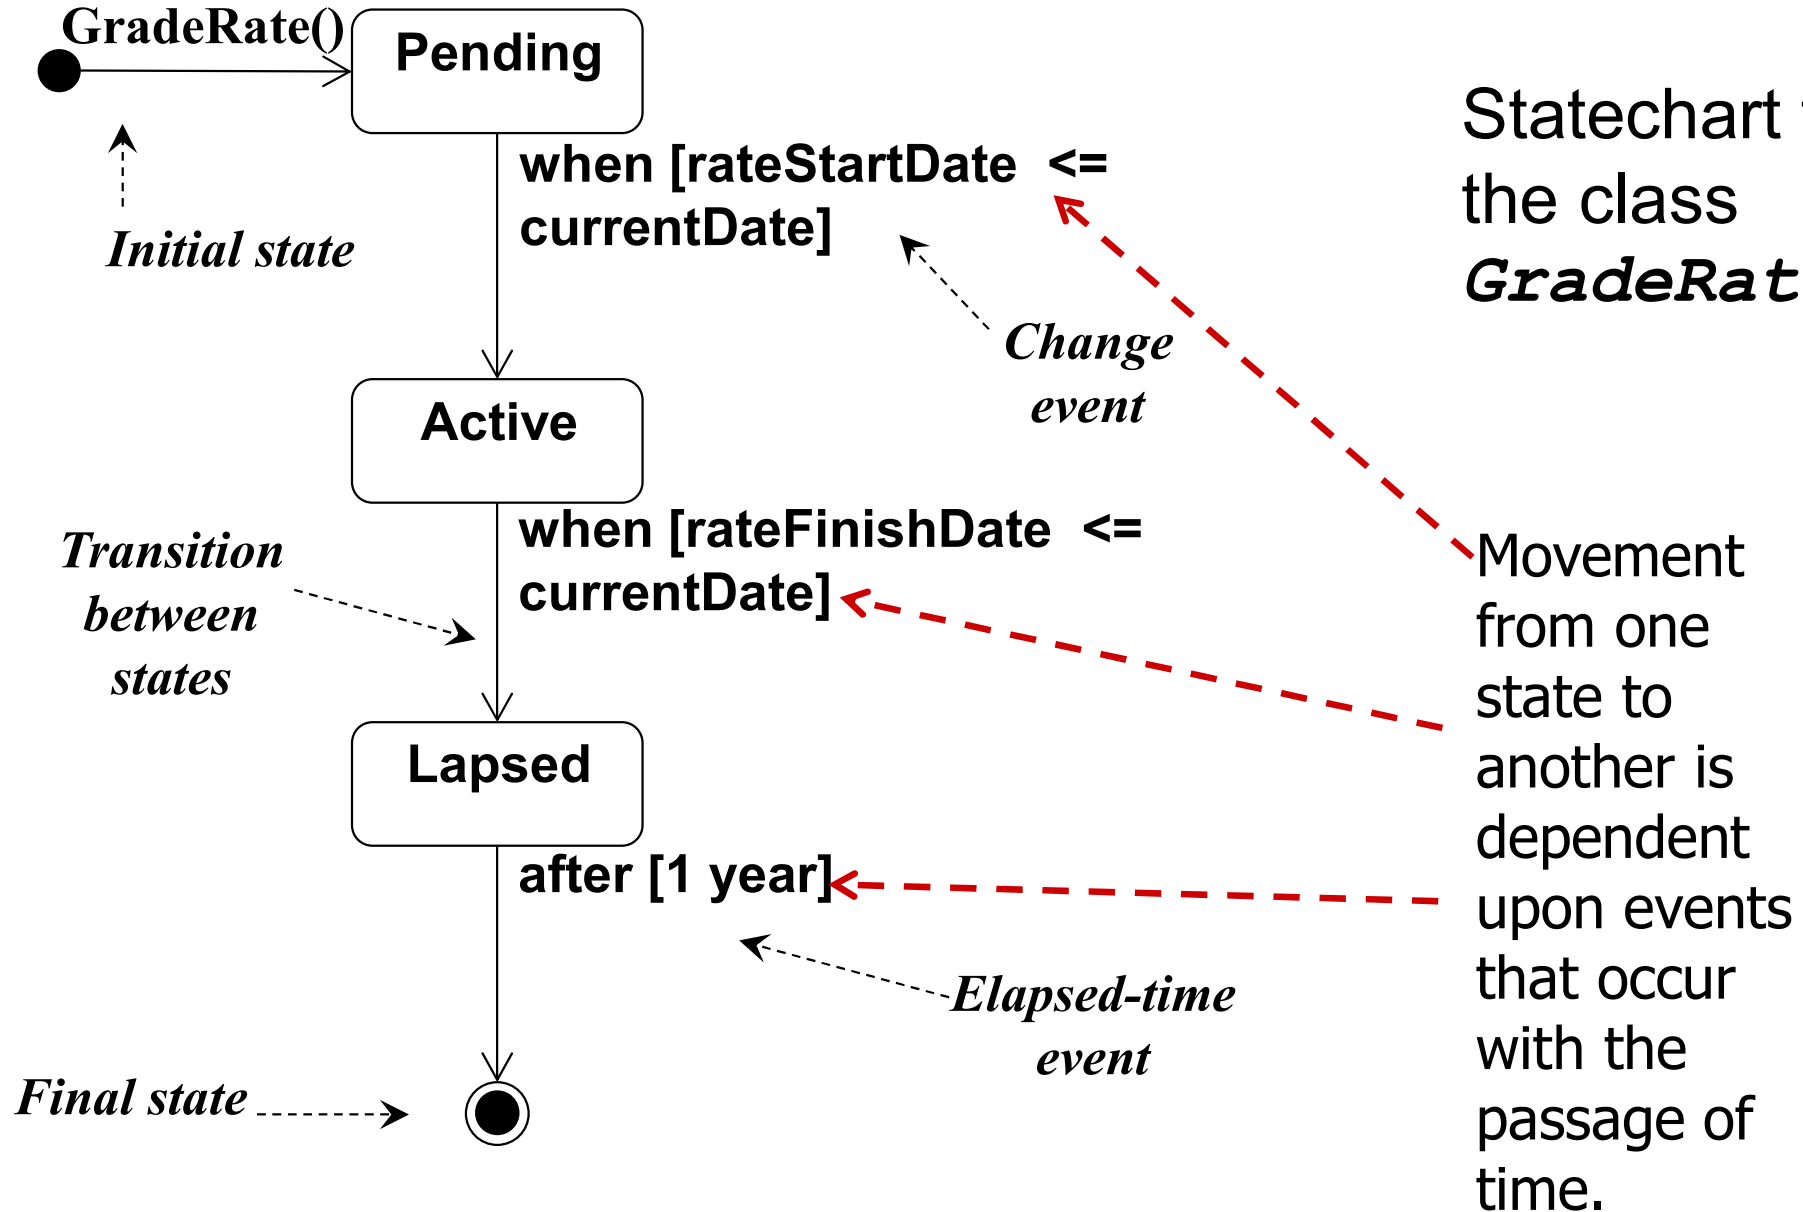 GradeRate()
Pending
when [rateStartDate <=
currentDate]
Initial state
Change
event
Statechart
the class
GradeRat
Active
when [rateFinishDate <=
currentDate]
Transition
between
states
Movement
from one
state to
another is
dependent
upon events
that occur
with the
passage of
time.
Lapsed
after [1 year]
Elapsed-time
event
Final state